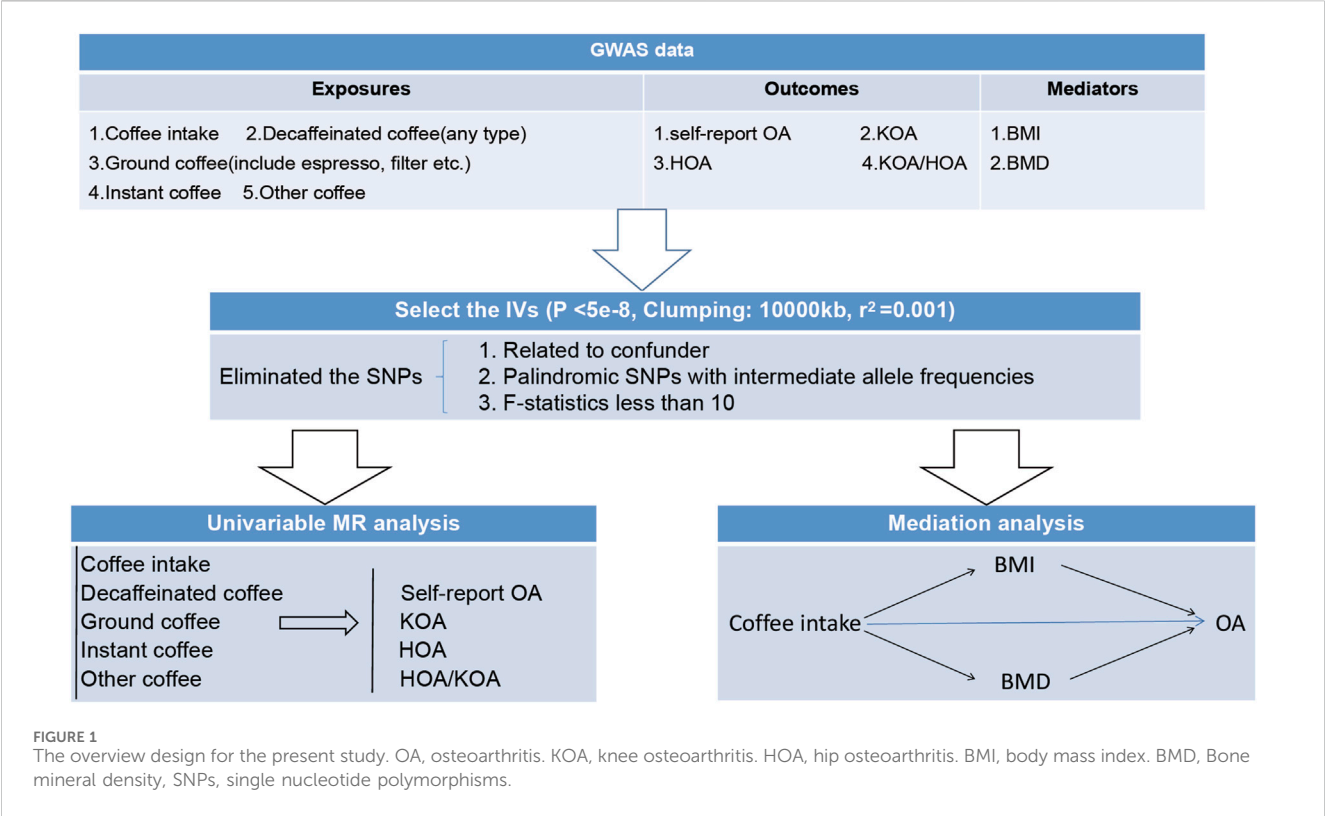 GWAS data
Exposures
Outcomes
Mediators
1.Coffee intake 2.Decaffeinated coffee(any type)
3.Ground coffee(include espresso, filter etc.)
4.Instant coffee 5.Other coffee
1.self-report OA 2.KOA
3.HOA 4.KOA/HOA
1.BMI
2.BMD
Select the IVs (P <5e-8, Clumping: 10000kb, r²=0.001)
Eliminated the SNPs
1. Related to confunder
2. Palindromic SNPs with intermediate allele frequencies
3. F-statistics less than 10
Univariable MR analysis
Coffee intake
Decaffeinated coffee
Ground coffee
Instant coffee
Other coffee
Self-report OA
KOA
HOA
HOA/KOA
Mediation analysis
BMI
Coffee intake
OA
BMD
FIGURE 1
The overview design for the present study. OA, osteoarthritis. KOA, knee osteoarthritis. HOA, hip osteoarthritis. BMI, body mass index. BMD, Bone
mineral density, SNPs, single nucleotide polymorphisms.